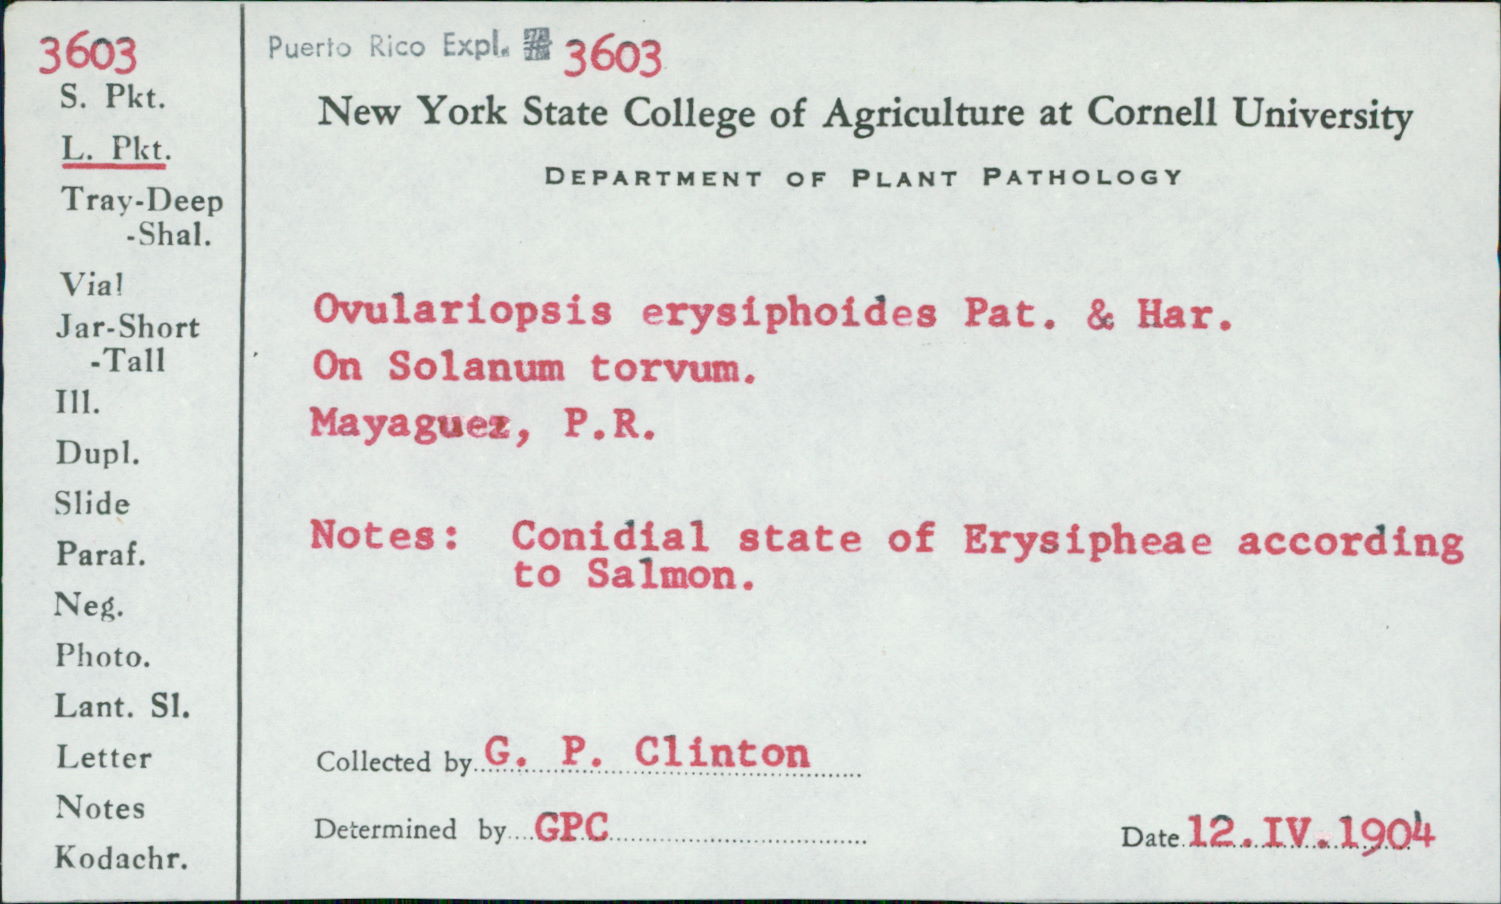 3603
S. Pkt.
L. Pkt.
Tray-Deep
-Shal.
Vial
Jar-Short
-Tall
Ill.
Dupl.
Slide
Paraf.
Neg.
Photo.
Lant. Sl.
Letter
Notes
Kodachr.
Puerto Rico Expl. 3603
New York State College of Agriculture at Cornell University
DEPARTMENT OF PLANT PATHOLOGY
Ovulariopsis erysiphoides Pat. & Har.
On Solanum torvum.
Mayaguez, P.R.
Notes: Conidial state of Erysipheae according
to Salmon.
Collected by G. P. Clinton
Determined by GPC
Date 12.IV.1904